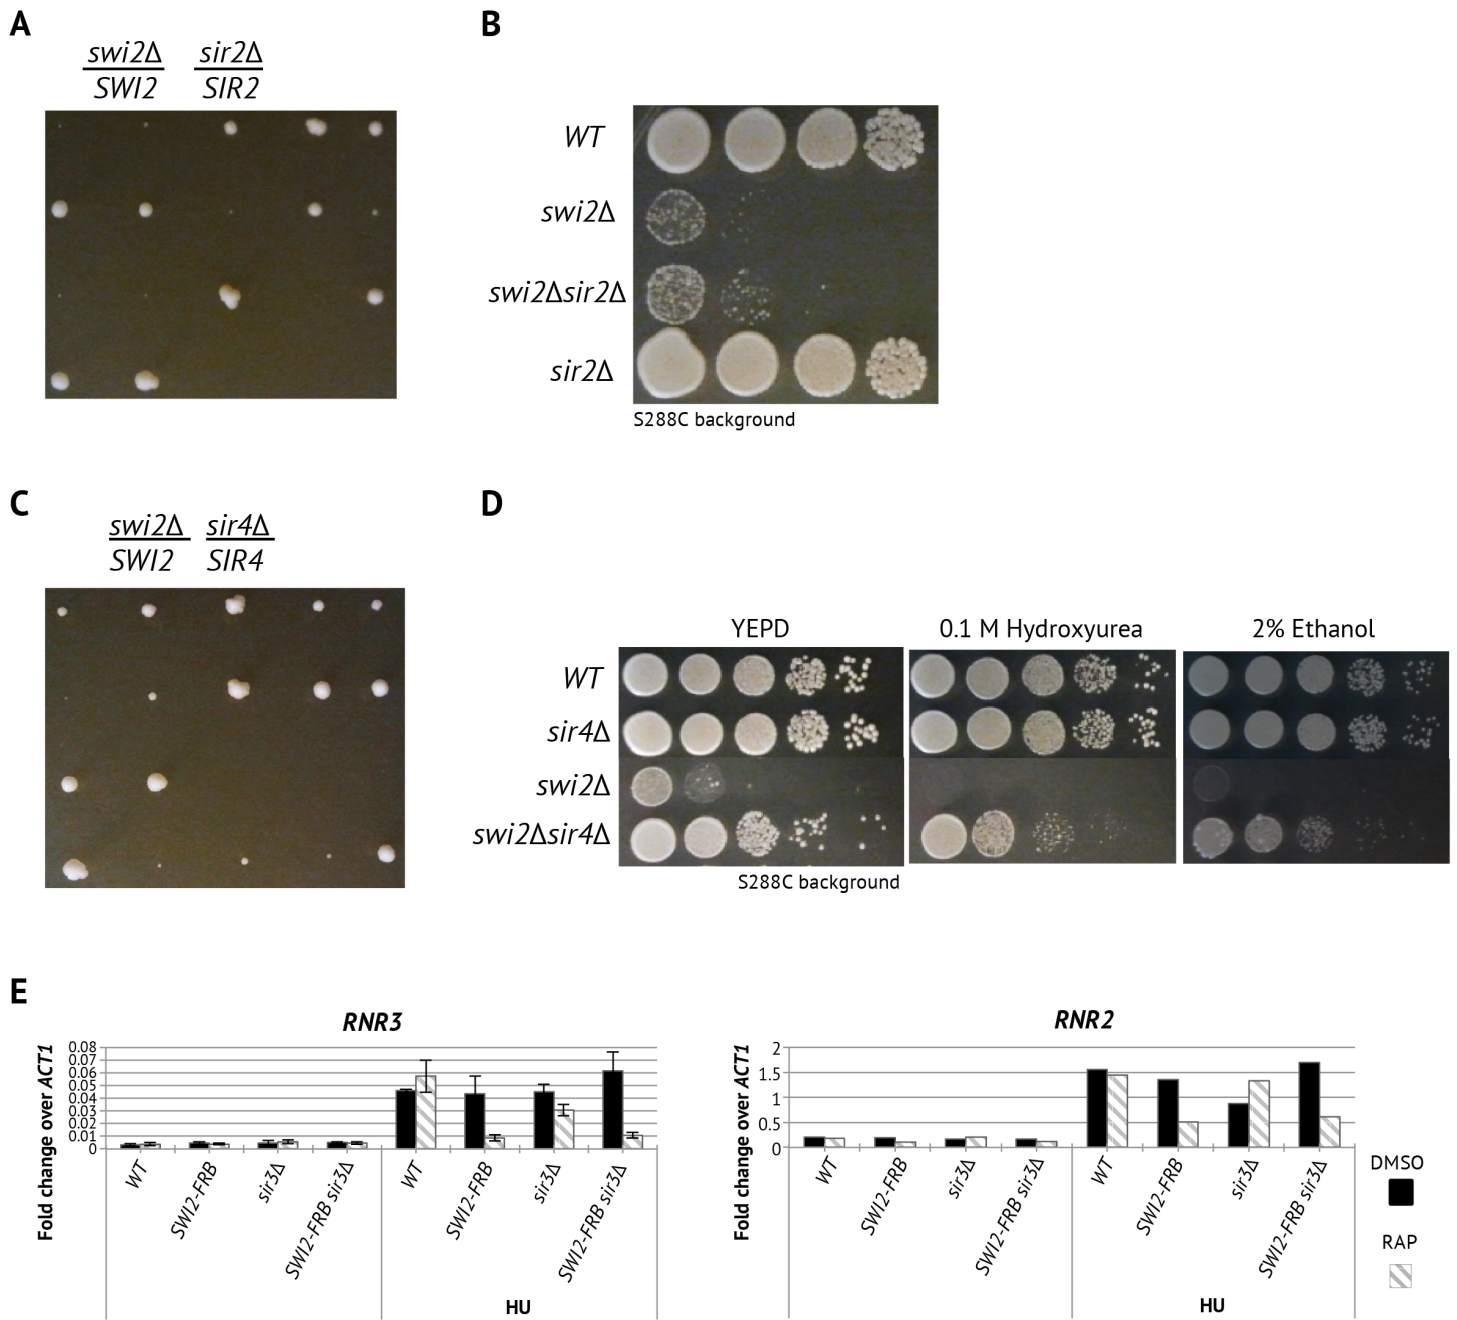 A
swi2Δ sir2Δ
SWI2 SIR2
B
WT
swi2Δ
swi2Δsir2Δ
sir2Δ
S288C background
C
swi2Δ sir4Δ
SWI2 SIR4
D
YEPD 0.1 M Hydroxyurea 2% Ethanol
WT
sir4Δ
swi2Δ
swi2Δsir4Δ
S288C background
E
RNR3
Fold change over ACT1
0.08
0.07
0.06
0.05
0.04
0.03
0.02
0.01
0
WT SWI2-FRB sir3Δ SWI2-FRB sir3Δ WT SWI2-FRB sir3Δ SWI2-FRB sir3Δ
HU
RNR2
Fold change over ACT1
2
1.5
1
0.5
0
WT SWI2-FRB sir3Δ SWI2-FRB sir3Δ WT SWI2-FRB sir3Δ SWI2-FRB sir3Δ
HU
DMSO
RAP